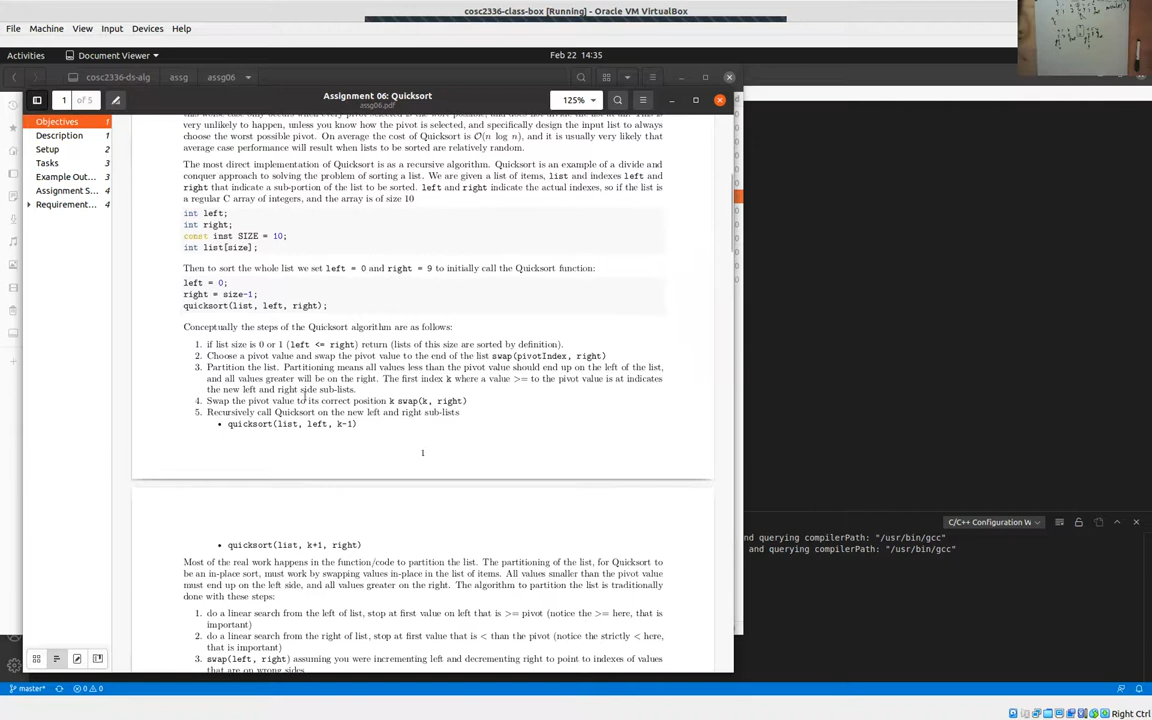 cosc2336-class-box [Running] - Oracle VM VirtualBox
File Machine View Input Devices Help
Activities Document Viewer Feb 22 14:35
cosc2336-ds-alg assg assg06
1 of 5 Assignment 06: Quicksort 125%
assg06.pdf
Objectives 1
Description 1
Setup 2
Tasks 3
Example Out... 3
Assignment S... 4
Requirement... 4
very unlikely to happen, unless you know how the pivot is selected, and specifically design the input list to always
choose the worst possible pivot. On average the cost of Quicksort is O(n log n), and it is usually very likely that
average case performance will result when lists to be sorted are relatively random.
The most direct implementation of Quicksort is as a recursive algorithm. Quicksort is an example of a divide and
conquer approach to solving the problem of sorting a list. We are given a list of items, list and indexes left and
right that indicate a sub-portion of the list to be sorted. left and right indicate the actual indexes, so if the list is
a regular C array of integers, and the array is of size 10
int left;
int right;
const inst SIZE = 10;
int list[size];
Then to sort the whole list we set left = 0 and right = 9 to initially call the Quicksort function:
left = 0;
right = size-1;
quicksort(list, left, right);
Conceptually the steps of the Quicksort algorithm are as follows:
1. if list size is 0 or 1 (left <= right) return (lists of this size are sorted by definition).
2. Choose a pivot value and swap the pivot value to the end of the list swap(pivotIndex, right)
3. Partition the list. Partitioning means all values less than the pivot value should end up on the left of the list,
and all values greater will be on the right. The first index k where a value >= to the pivot value is at indicates
the new left and right side sub-lists.
4. Swap the pivot value to its correct position k swap(k, right)
5. Recursively call Quicksort on the new left and right sub-lists
• quicksort(list, left, k-1)
1
• quicksort(list, k+1, right)
Most of the real work happens in the function/code to partition the list. The partitioning of the list, for Quicksort to
be an in-place sort, must work by swapping values in-place in the list of items. All values smaller than the pivot value
must end up on the left side, and all values greater on the right. The algorithm to partition the list is traditionally
done with these steps:
1. do a linear search from the left of list, stop at first value on left that is >= pivot (notice the >= here, that is
important)
2. do a linear search from the right of list, stop at first value that is < than the pivot (notice the strictly < here,
that is important)
3. swap(left, right) assuming you were incrementing left and decrementing right to point to indexes of values
that are on wrong sides.
C/C++ Configuration W
nd querying compilerPath: "/usr/bin/gcc"
and querying compilerPath: "/usr/bin/gcc"
master* 0 0
Right Ctrl